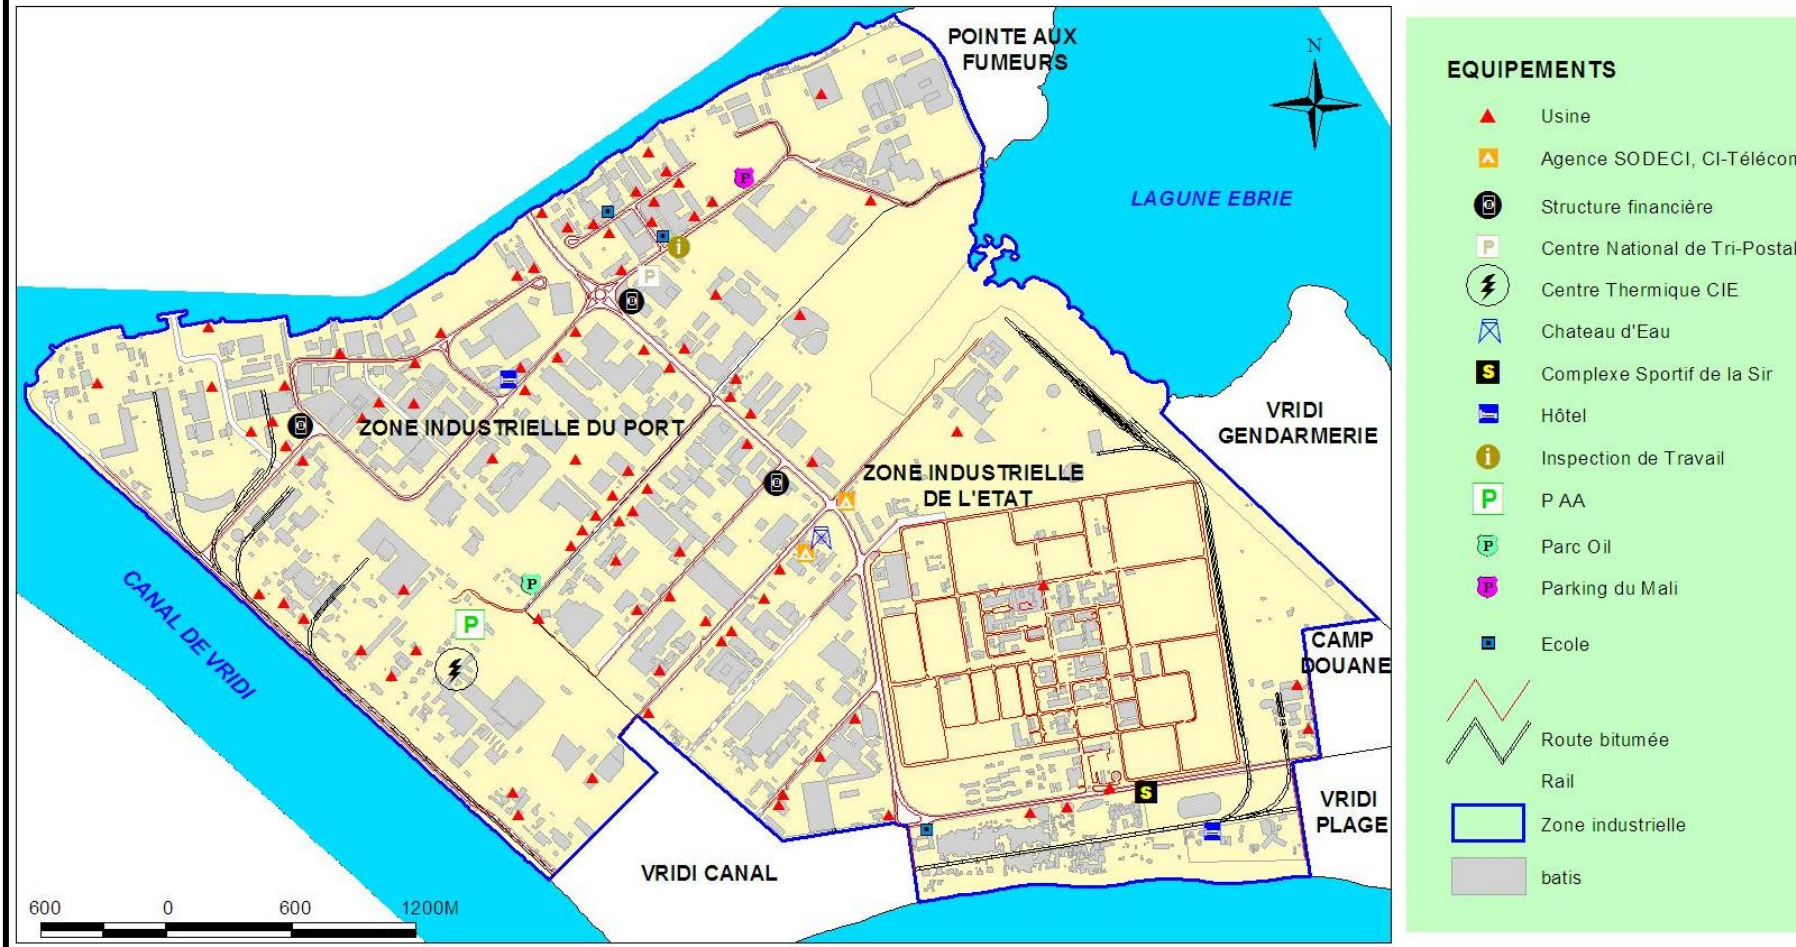 POINTE AUX
FUMEURS
N
LAGUNE EBRIE
VRIDI
GENDARMERIE
ZONE INDUSTRIELLE DU PORT
ZONE INDUSTRIELLE
DE L'ETAT
CANAL DE VRIDI
CAMP
DOUANE
VRIDI
PLAGE
VRIDI CANAL
600 0 600 1200M
EQUIPEMENTS
Usine
Agence SODECI, CI-Télécom
Structure financière
P Centre National de Tri-Postal
Centre Thermique CIE
Chateau d'Eau
S Complexe Sportif de la Sir
Hôtel
i Inspection de Travail
P P AA
P Parc Oil
P Parking du Mali
Ecole
Route bitumée
Rail
Zone industrielle
batis